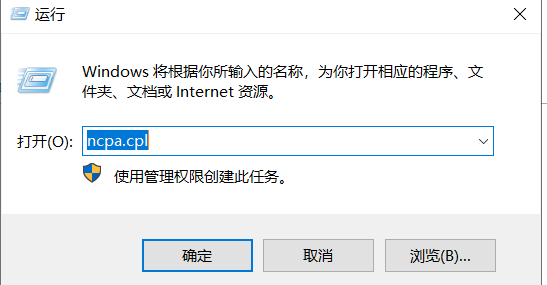 运行
Windows 将根据你所输入的名称，为你打开相应的程序、文
件夹、文档或 Internet 资源。
打开(O): ncpa.cpl
使用管理权限创建此任务。
确定 取消 浏览(B)...